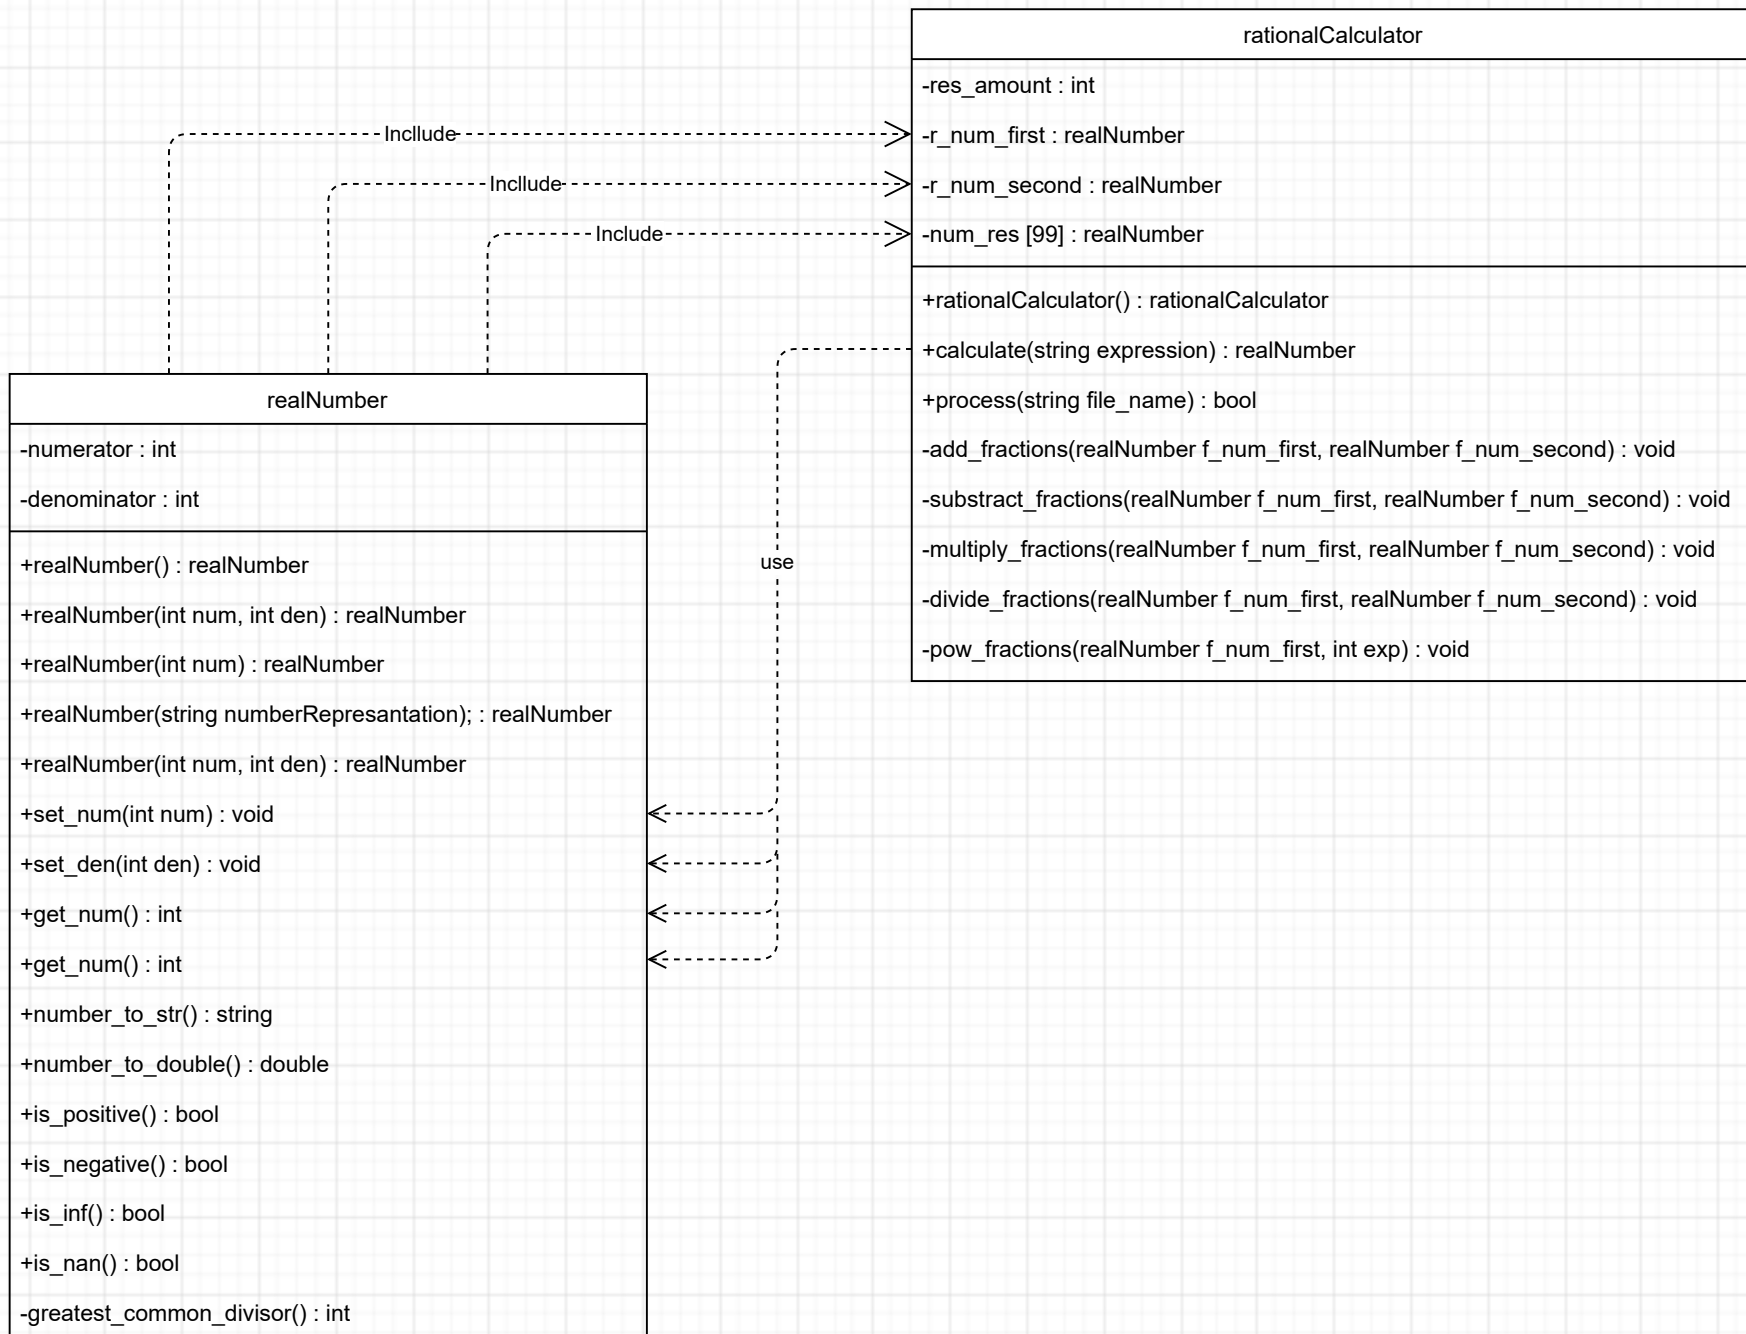 rationalCalculator
-res_amount : int
-r_num_first : realNumber
-r_num_second : realNumber
-num_res [99] : realNumber
+rationalCalculator() : rationalCalculator
+calculate(string expression) : realNumber
+process(string file_name) : bool
-add_fractions(realNumber f_num_first, realNumber f_num_second) : void
-substract_fractions(realNumber f_num_first, realNumber f_num_second) : void
-multiply_fractions(realNumber f_num_first, realNumber f_num_second) : void
-divide_fractions(realNumber f_num_first, realNumber f_num_second) : void
-pow_fractions(realNumber f_num_first, int exp) : void
Incllude
Incllude
Include
use
realNumber
-numerator : int
-denominator : int
+realNumber() : realNumber
+realNumber(int num, int den) : realNumber
+realNumber(int num) : realNumber
+realNumber(string numberRepresantation); : realNumber
+realNumber(int num, int den) : realNumber
+set_num(int num) : void
+set_den(int den) : void
+get_num() : int
+get_num() : int
+number_to_str() : string
+number_to_double() : double
+is_positive() : bool
+is_negative() : bool
+is_inf() : bool
+is_nan() : bool
-greatest_common_divisor() : int